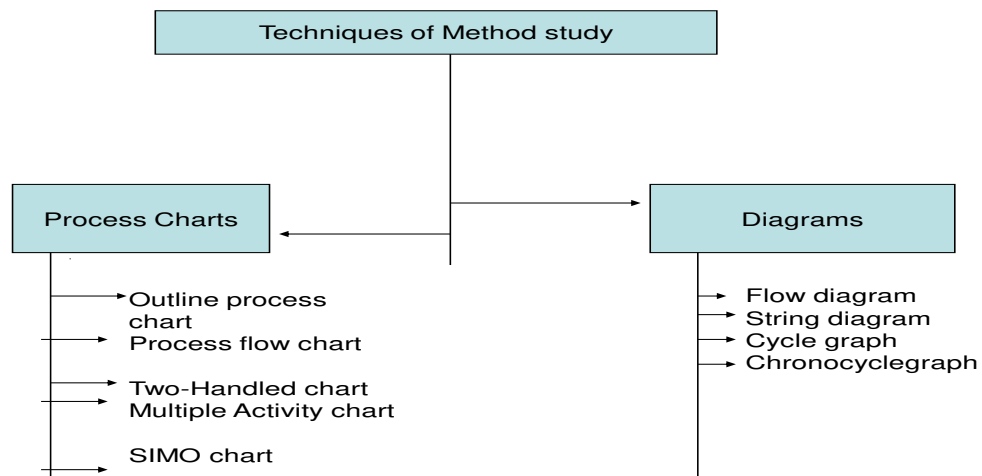 Techniques of Method study
Process Charts
Outline process
chart
Process flow chart
Two-Handled chart
Multiple Activity chart
SIMO chart
Diagrams
Flow diagram
String diagram
Cycle graph
Chronocyclegraph